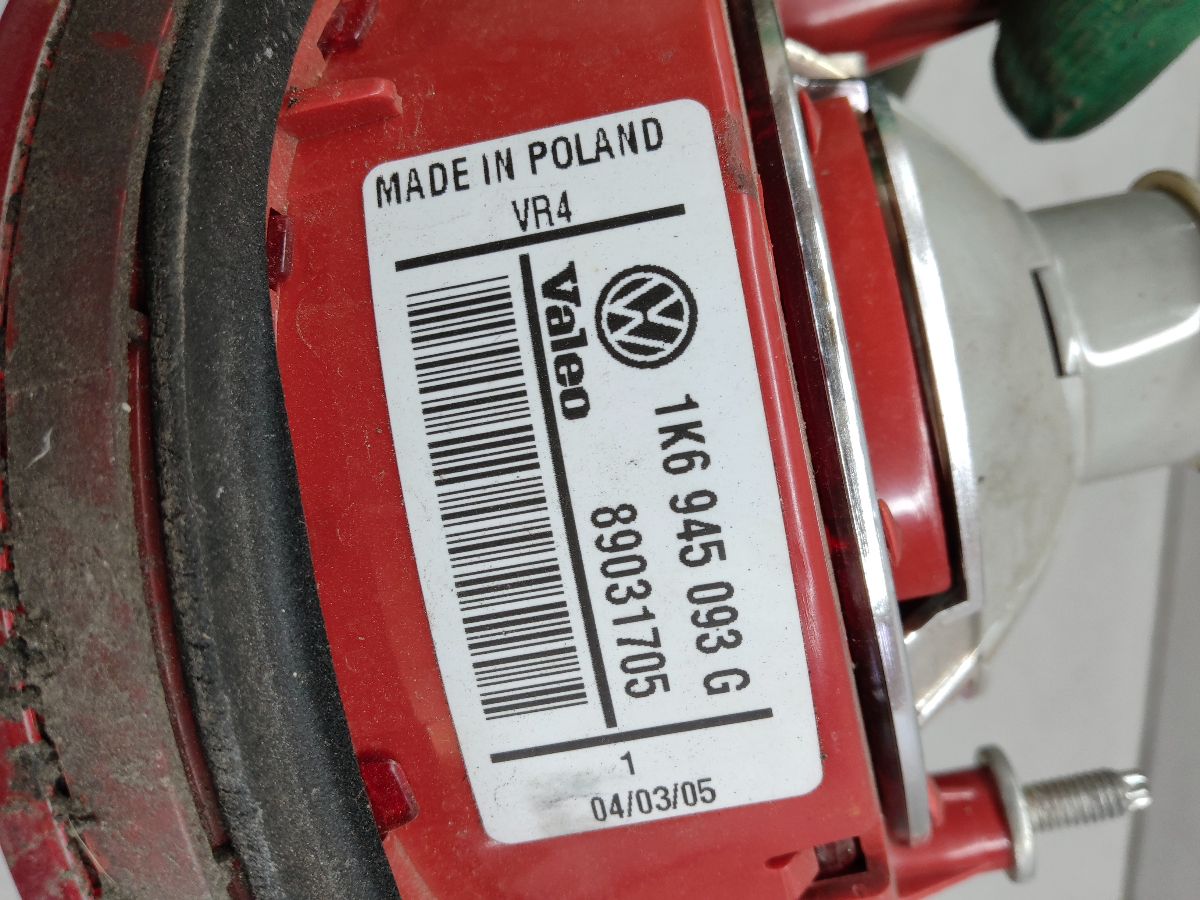 MADE IN POLAND
VR4
Valeo
1K6 945 093 G
89031705
1
04/03/05